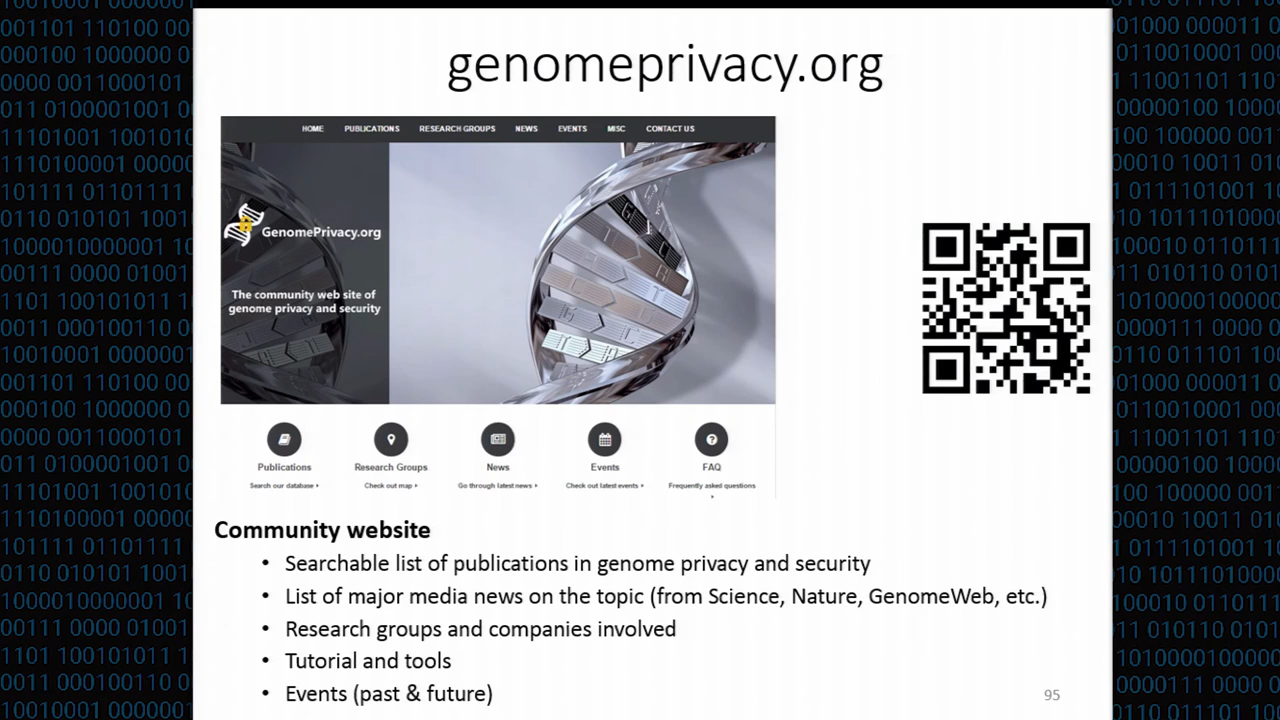 genomeprivacy.org
HOME PUBLICATIONS RESEARCH GROUPS NEWS EVENTS MISC CONTACT US
GenomePrivacy.org
The community web site of
genome privacy and security
Publications Research Groups News Events FAQ
Search our database Check out map Go through latest news Check out latest events Frequently asked questions
Community website
• Searchable list of publications in genome privacy and security
• List of major media news on the topic (from Science, Nature, GenomeWeb, etc.)
• Research groups and companies involved
• Tutorial and tools
• Events (past & future)
95